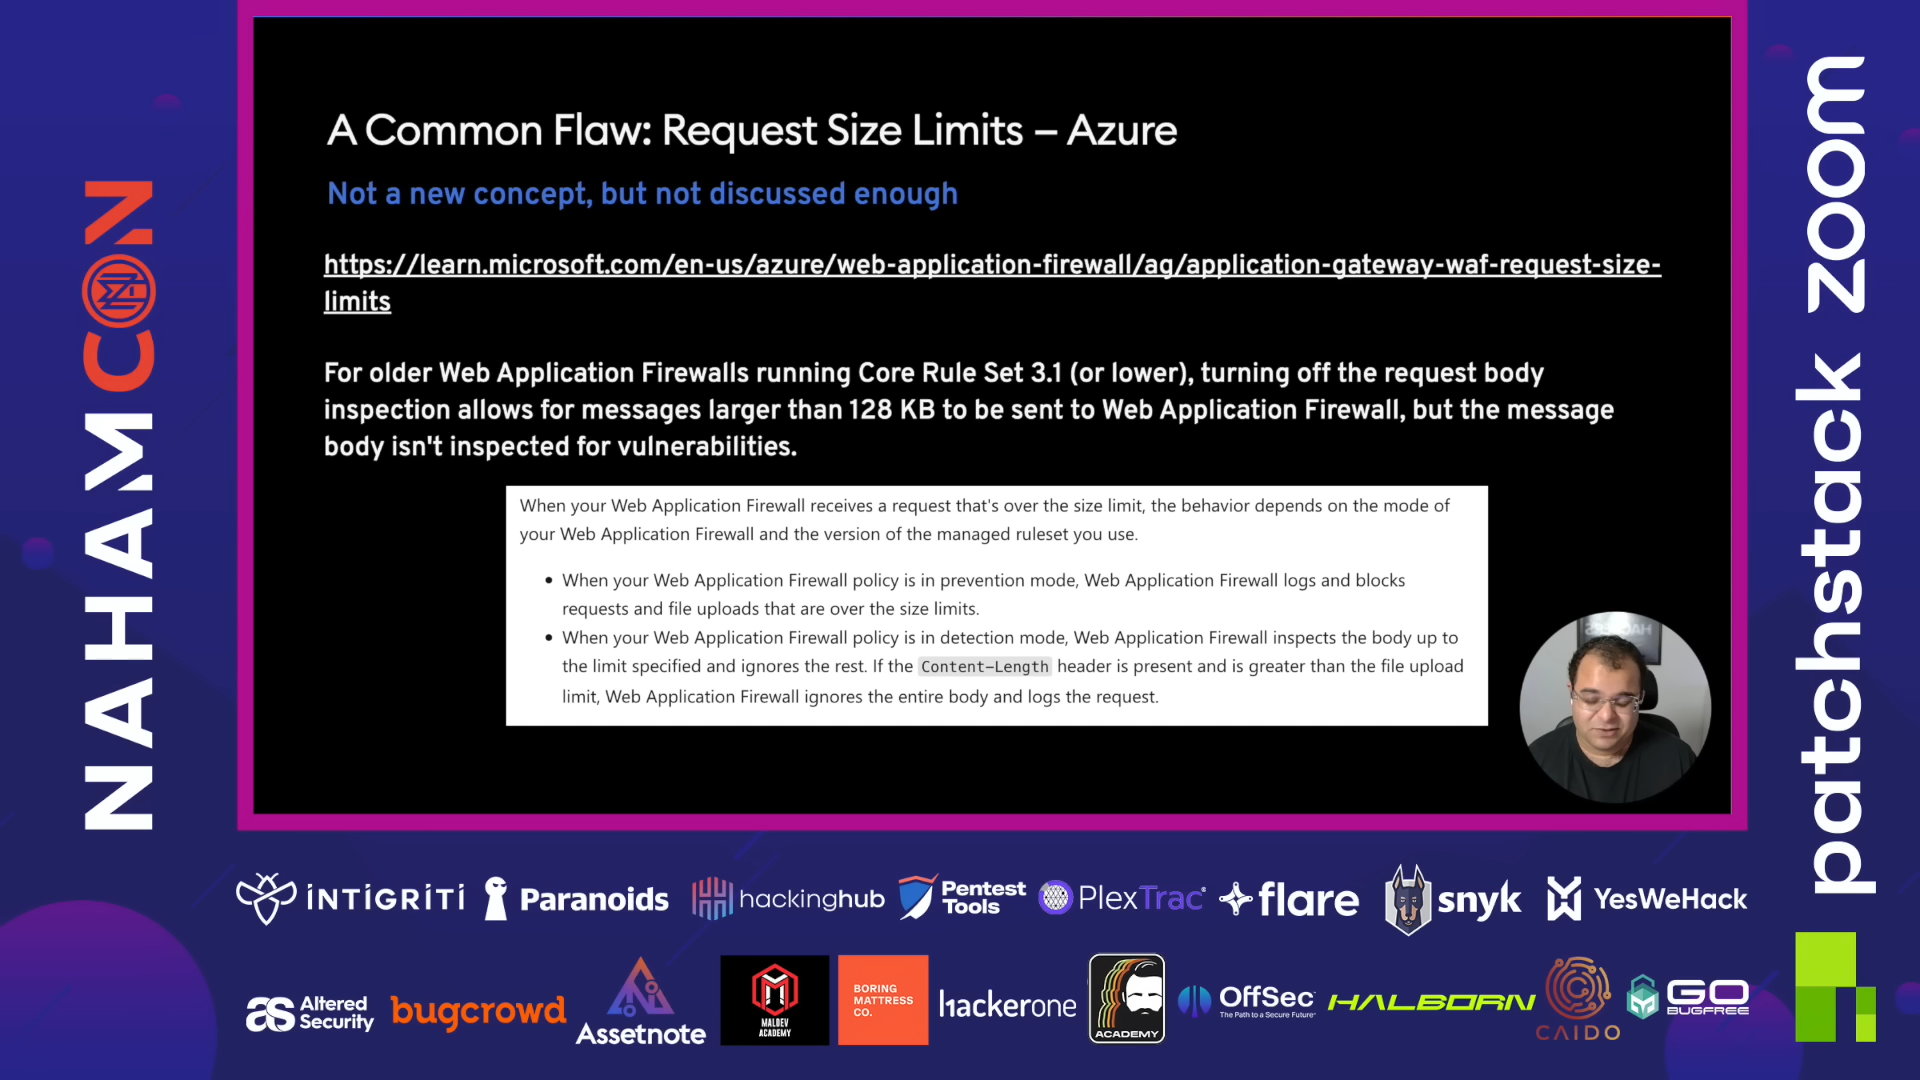 A Common Flaw: Request Size Limits – Azure
Not a new concept, but not discussed enough
https://learn.microsoft.com/en-us/azure/web-application-firewall/ag/application-gateway-waf-request-size-
limits
For older Web Application Firewalls running Core Rule Set 3.1 (or lower), turning off the request body
inspection allows for messages larger than 128 KB to be sent to Web Application Firewall, but the message
body isn't inspected for vulnerabilities.
When your Web Application Firewall receives a request that's over the size limit, the behavior depends on the mode of
your Web Application Firewall and the version of the managed ruleset you use.
• When your Web Application Firewall policy is in prevention mode, Web Application Firewall logs and blocks
requests and file uploads that are over the size limits.
• When your Web Application Firewall policy is in detection mode, Web Application Firewall inspects the body up to
the limit specified and ignores the rest. If the Content-Length header is present and is greater than the file upload
limit, Web Application Firewall ignores the entire body and logs the request.
NAHAMCON
patchstack zoom
INTIGRITI
Paranoids
hackinghub
Pentest
Tools
PlexTrac
flare
snyk
YesWeHack
Altered
Security
bugcrowd
Assetnote
MALDEV
ACADEMY
BORING
MATTRESS
CO.
hackerone
ACADEMY
OffSec
The Path to a Secure Future
HALBORN
CAIDO
GO
BUGFREE